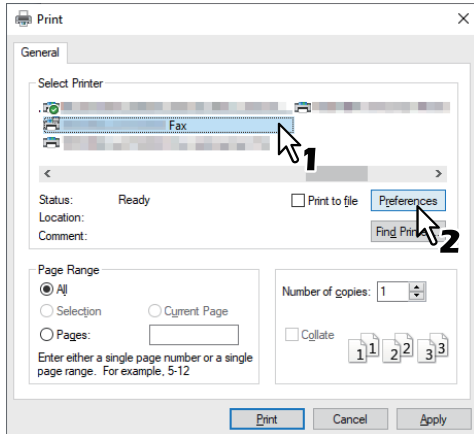 Print
General
Select Printer
Fax
1
Status: Ready
Print to file
Preferences
Location:
Comment:
Find Printe
2
Page Range
All
Selection
Current Page
Pages:
Enter either a single page number or a single
page range. For example, 5-12
Number of copies: 1
Collate
1 1 2 2 3 3
Print
Cancel
Apply